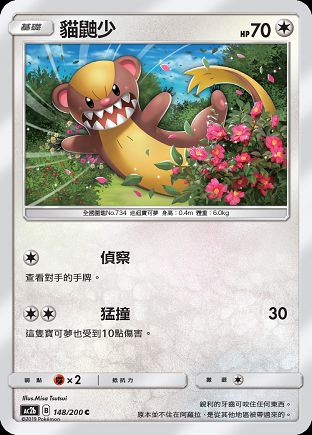 基礎 貓鼬少 HP70
全國圖鑑No.734 巡組寶可夢 身高:0.4m 體重:6.0kg
偵察
查看對手的手牌。
猛撞 30
這隻寶可夢也受到10點傷害。
弱點 ×2 抵抗力 撤退
Illus.Misa Tsutsui
AC2b B 148/200 C
©2019 Pokémon
銳利的牙齒可咬住任何東西。
原本並不住在阿羅拉,是從其他地區被帶過來的。